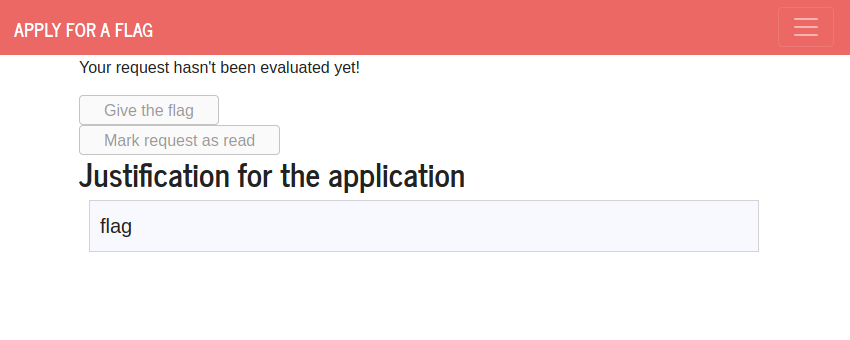 APPLY FOR A FLAG
Your request hasn't been evaluated yet!
Give the flag
Mark request as read
Justification for the application
flag